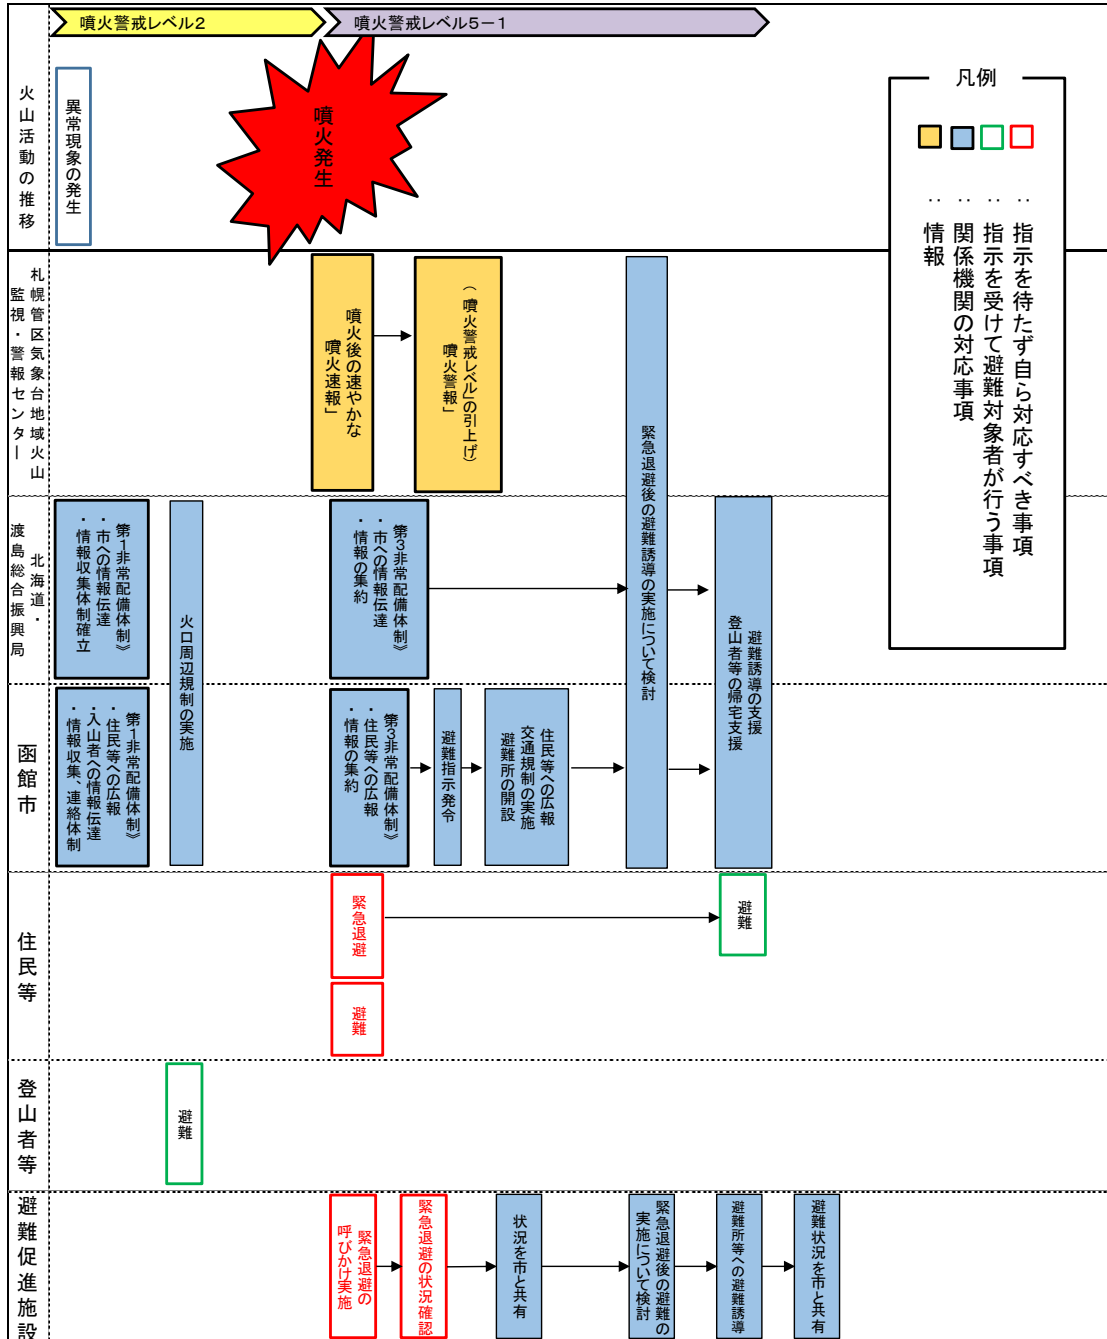 噴火警戒レベル2
噴火警戒レベル5－1
火山活動の推移
異常現象の発生
噴火発生
凡例
指示を待たず自ら対応すべき事項
指示を受けて避難対象者が行う事項
関係機関の対応事項
情報
札幌管区気象台地域火山
監視・警報センター
噴火後の速やかな
噴火速報」
（噴火警戒レベル」の引上げ）
噴火警報」
緊急退避後の避難誘導の実施について検討
北海道・
渡島総合振興局
第1非常配備体制》
・市への情報伝達
・情報収集体制確立
火口周辺規制の実施
第3非常配備体制》
・市への情報伝達
・情報の集約
避難誘導の支援
登山者等の帰宅支援
函館市
第1非常配備体制》
・住民等への広報
・入山者への情報伝達
・情報収集、連絡体制
第3非常配備体制》
・住民等への広報
・情報の集約
避難指示発令
住民等への広報
交通規制の実施
避難所の開設
住民等
緊急退避
避難
避難
登山者等
避難
避難促進施設
緊急退避の
呼びかけ実施
緊急退避の状況確認
状況を市と共有
緊急退避後の避難の
実施について検討
避難所等への避難誘導
避難状況を市と共有